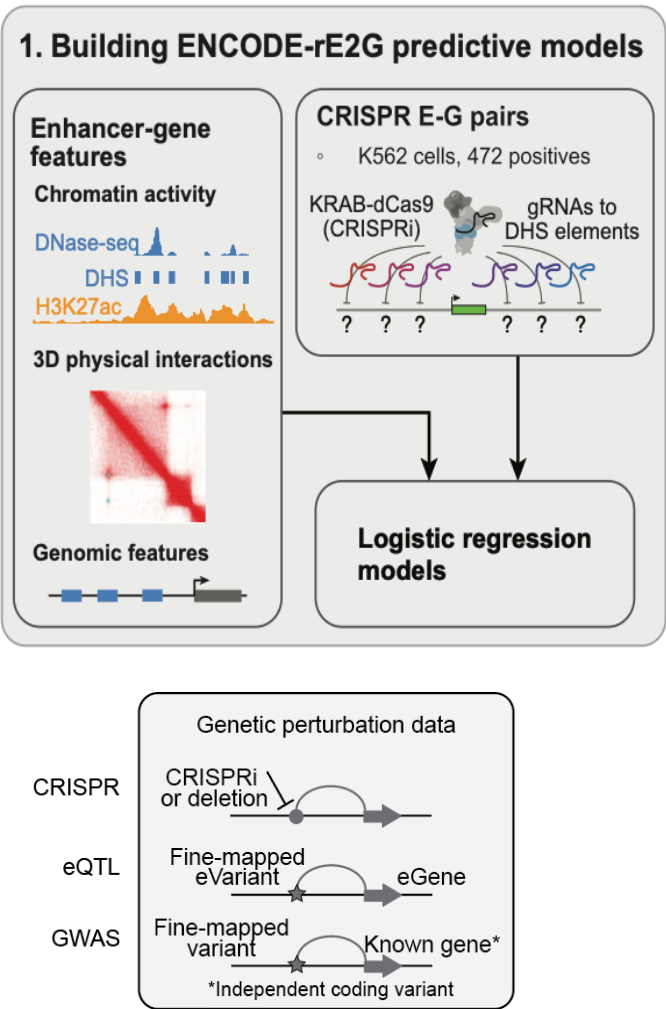 1. Building ENCODE-rE2G predictive models
Enhancer-gene
features
Chromatin activity
DNase-seq
DHS
H3K27ac
3D physical interactions
Genomic features
CRISPR E-G pairs
◦ K562 cells, 472 positives
KRAB-dCas9
(CRISPRi)
gRNAs to
DHS elements
? ? ? ? ? ?
Logistic regression
models
Genetic perturbation data
CRISPR
CRISPRi
or deletion
eQTL
Fine-mapped
eVariant
eGene
GWAS
Fine-mapped
variant
Known gene*
*Independent coding variant